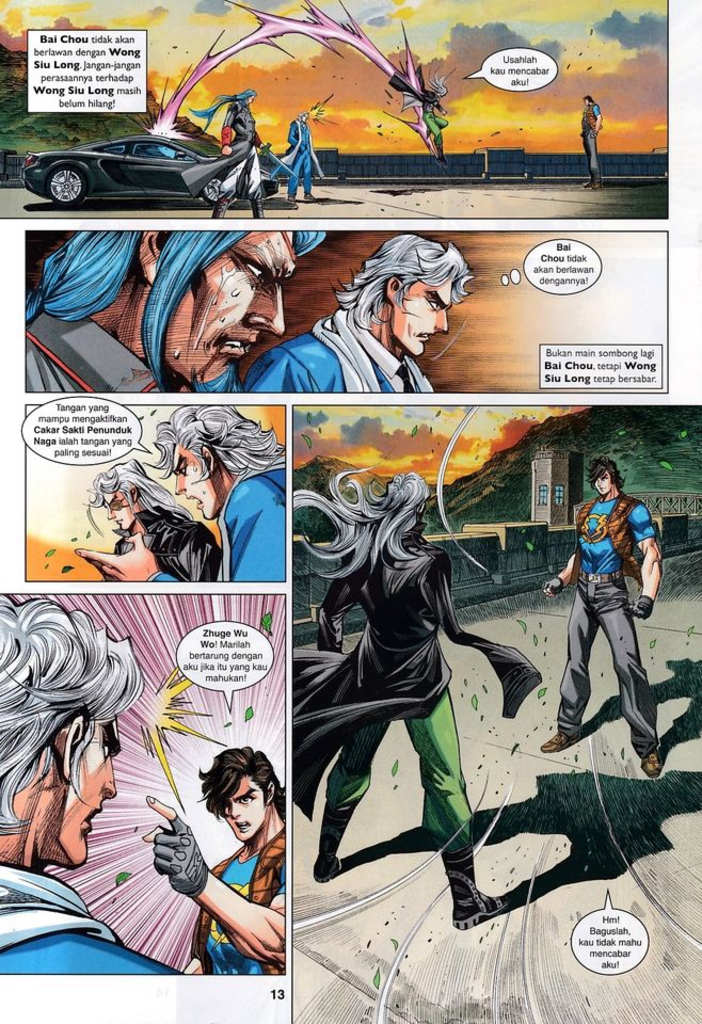 Bai Chou tidak akan
berlawan dengan Wong
Siu Long. Jangan-jangan
perasaannya terhadap
Wong Siu Long masih
belum hilang!
Usahlah
kau mencabar
aku!
Bai
Chou tidak
akan berlawan
dengannya!
Bukan main sombong lagi
Bai Chou, tetapi Wong
Siu Long tetap bersabar.
Tangan yang
mampu mengaktifkan
Cakar Sakti Penunduk
Naga ialah tangan yang
paling sesuai!
Zhuge Wu
Wo! Marilah
bertarung dengan
aku jika itu yang kau
mahukan!
Hm!
Baguslah,
kau tidak mahu
mencabar
aku!
13